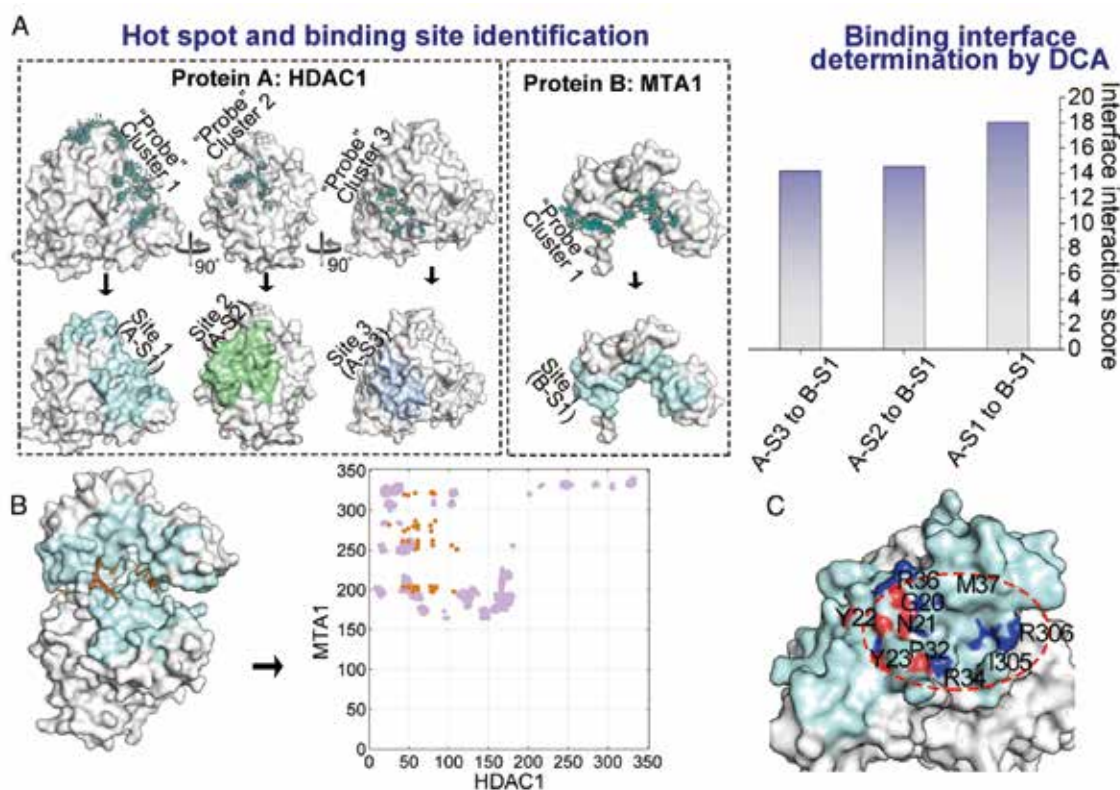 A
Hot spot and binding site identification
Protein A: HDAC1
"Probe"
Cluster 1
"Probe"
Cluster 2
"Probe"
Cluster 3
90°
90°
Site 1
(A-S1)
Site 2
(A-S2)
Site 3
(A-S3)
Protein B: MTA1
"Probe"
Cluster 1
Site 1
(B-S1)
Binding interface
determination by DCA
20
18
16
14
12
10
8
6
4
2
0
Interface interaction score
A-S3 to B-S1
A-S2 to B-S1
A-S1 to B-S1
B
MTA1
350
300
250
200
150
100
50
0
0 50 100 150 200 250 300 350
HDAC1
C
R36
M37
G20
Y22
N21
R306
P32
Y23
I305
R34